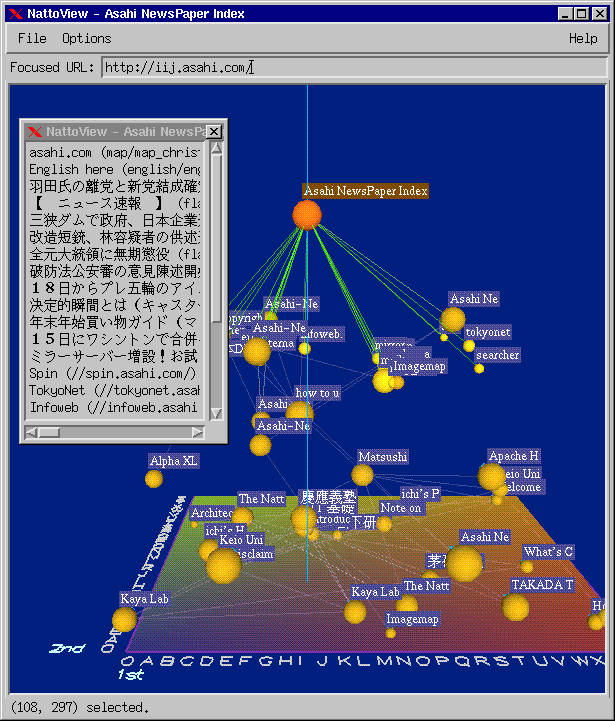 NattoView - Asahi NewsPaper Index
File Options Help
Focused URL: http://iij.asahi.com/
NattoView - Asahi NewsPa
asahi.com (map/map_chris
English here (english/eng
羽田氏の離党と新党結成確
【 ニュース速報 】 (fla
三狭ダムで政府、日本企業
改造短銃、林容疑者の供述
全元大統領に無期懲役 (fla
破防法公安審の意見陳述開
１８日からプレ五輪のアイ
決定的瞬間とは (キャスタ
年末年始買い物ガイド (マ
１５日にワシントンで合併
ミラーサーバー増設！お試
Spin (//spin.asahi.com/)
TokyoNet (//tokyonet.asah
Infoweb (//infoweb.asahi
Asahi NewsPaper Index
Asahi-Ne
Asahi Ne
opyrigh
Asahi-Ne
infoweb.
terna
tokyonet
mirror
a
searcher
Imagemap
how to u
Asahi-
Asahi-Ne
Matsushi
Apache H
Alpha XL
Keio Uni
elcome
The Natt
慶應義塾
ichi's P
Architec
基礎
Note on
ichi's H
troduc
下研
Keio Uni
isclaim
Asahi Ne
What's C
茅
Kaya Lab
Kaya Lab
The Natt
TAKADA T
Imagemap
Ho
2nd
A B C D E F G H I J K L M N O P Q R S T U V W X
1st
(108, 297) selected.